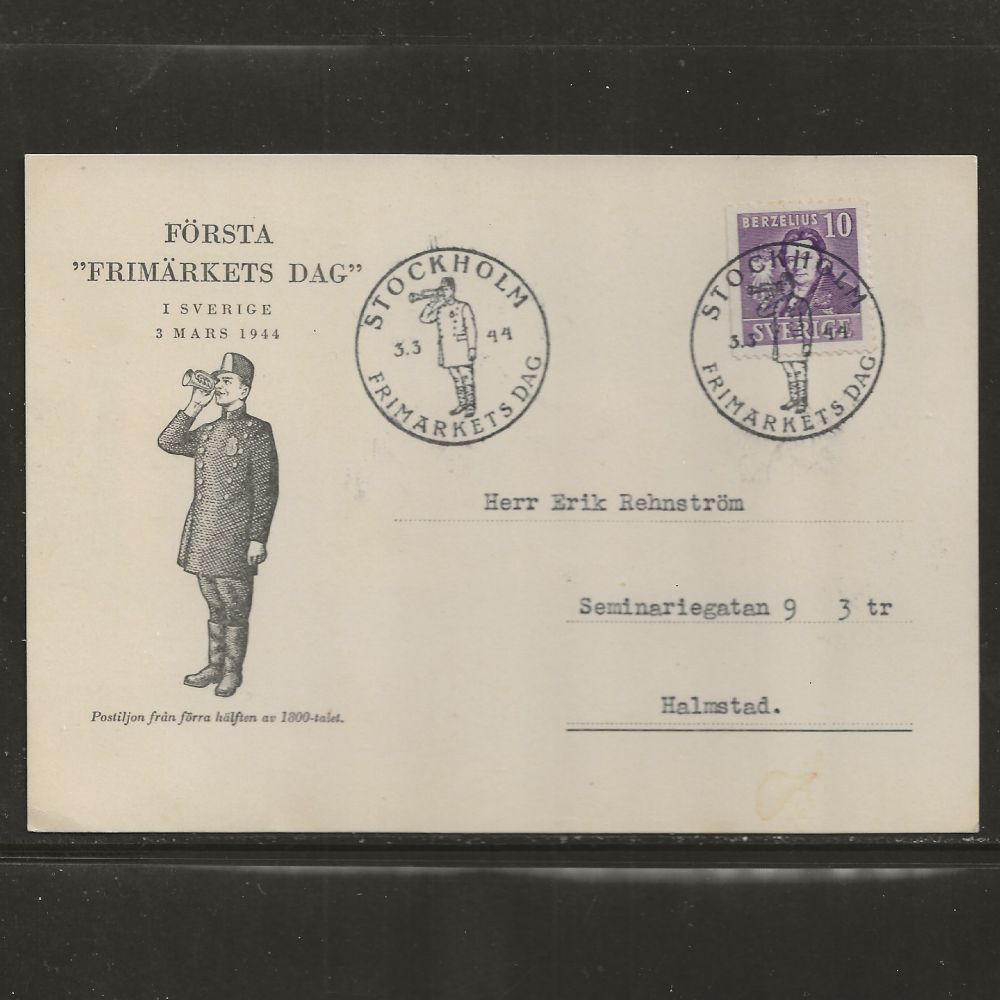 FÖRSTA
”FRIMÄRKETS DAG”
I SVERIGE
3 MARS 1944
Postiljon från förra hälften av 1800-talet.
STOCKHOLM
3.3 44
FRIMÄRKETS DAG
BERZELIUS 10
SVERIGE
STOCKHOLM
3.3 44
FRIMÄRKETS DAG
Herr Erik Rehnström
Seminariegatan 9 3 tr
Halmstad.